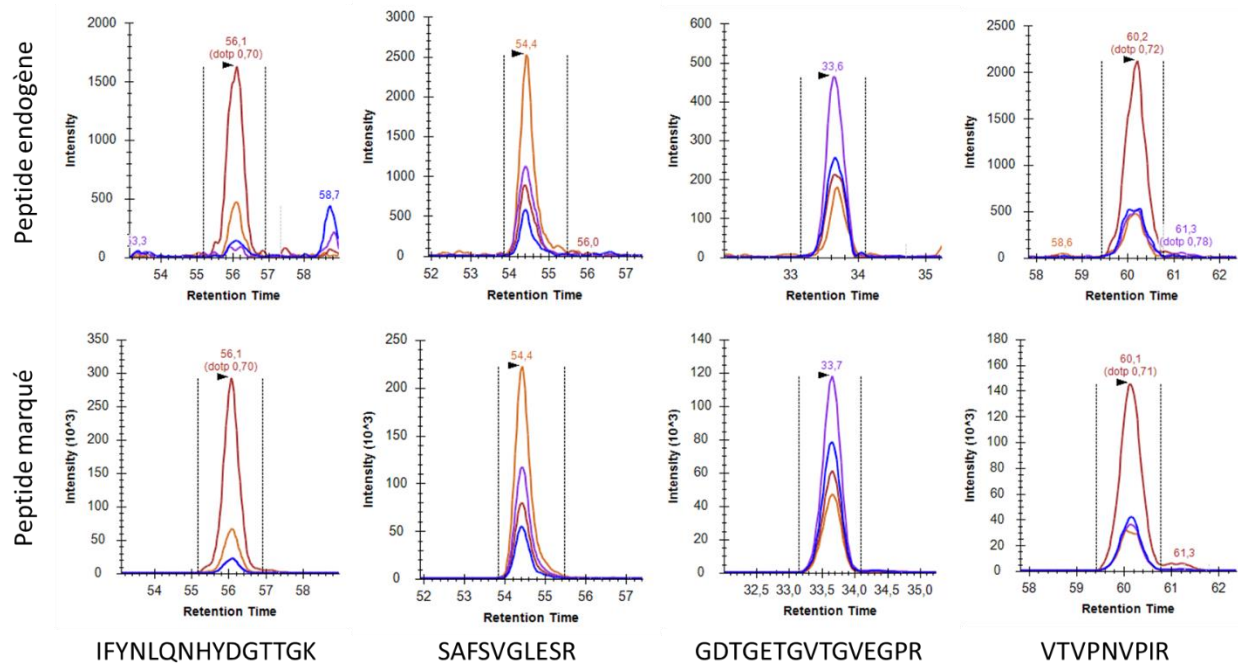 Peptide endogène
Intensity
2000
1500
1000
500
0
56,1
(dotp 0,70)
58,7
54 55 56 57 58
Retention Time
Intensity
3000
2500
2000
1500
1000
500
0
54,4
56,0
52 53 54 55 56 57
Retention Time
Intensity
600
500
400
300
200
100
0
33,6
33 34 35
Retention Time
Intensity
2500
2000
1500
1000
500
0
60,2
(dotp 0,72)
58,6
61,3
(dotp 0,78)
58 59 60 61 62
Retention Time
Peptide marqué
Intensity (10^3)
350
300
250
200
150
100
50
0
56,1
(dotp 0,70)
54 55 56 57 58
Retention Time
Intensity (10^3)
250
200
150
100
50
0
54,4
52 53 54 55 56 57
Retention Time
Intensity (10^3)
140
120
100
80
60
40
20
0
33,7
32,5 33,0 33,5 34,0 34,5 35,0
Retention Time
Intensity (10^3)
180
160
140
120
100
80
60
40
20
0
60,1
(dotp 0,71)
61,3
58 59 60 61 62
Retention Time
IFYNLQNHYDGTTGK
SAFSVGLESR
GDTGETGVTGVEGPR
VTVPNVPIR